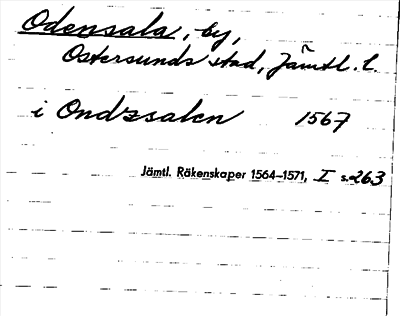 Odensala, by,
Östersunds stad, Jämtl. l.
i Ondzsalen 1567
Jämtl. Räkenskaper 1564–1571, I s. 263